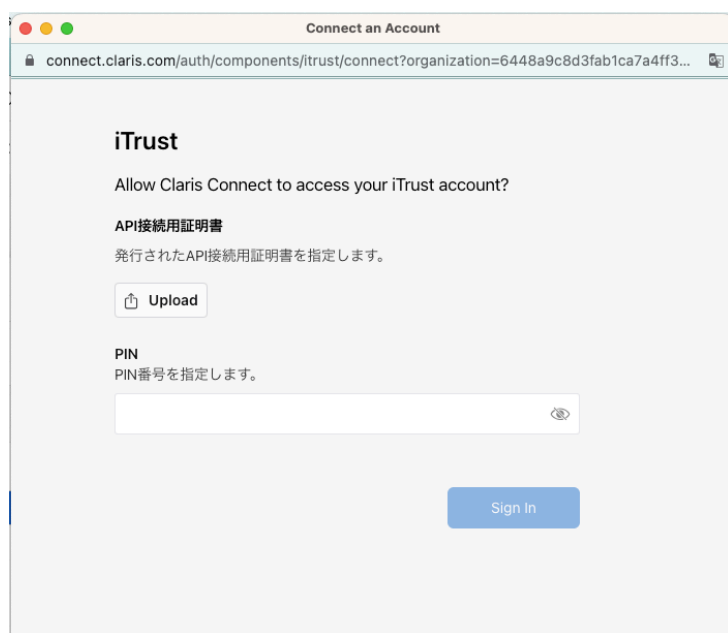 Connect an Account
connect.claris.com/auth/components/itrust/connect?organization=6448a9c8d3fab1ca7a4ff3...
iTrust
Allow Claris Connect to access your iTrust account?
API接続用証明書
発行されたAPI接続用証明書を指定します。
Upload
PIN
PIN番号を指定します。
Sign In